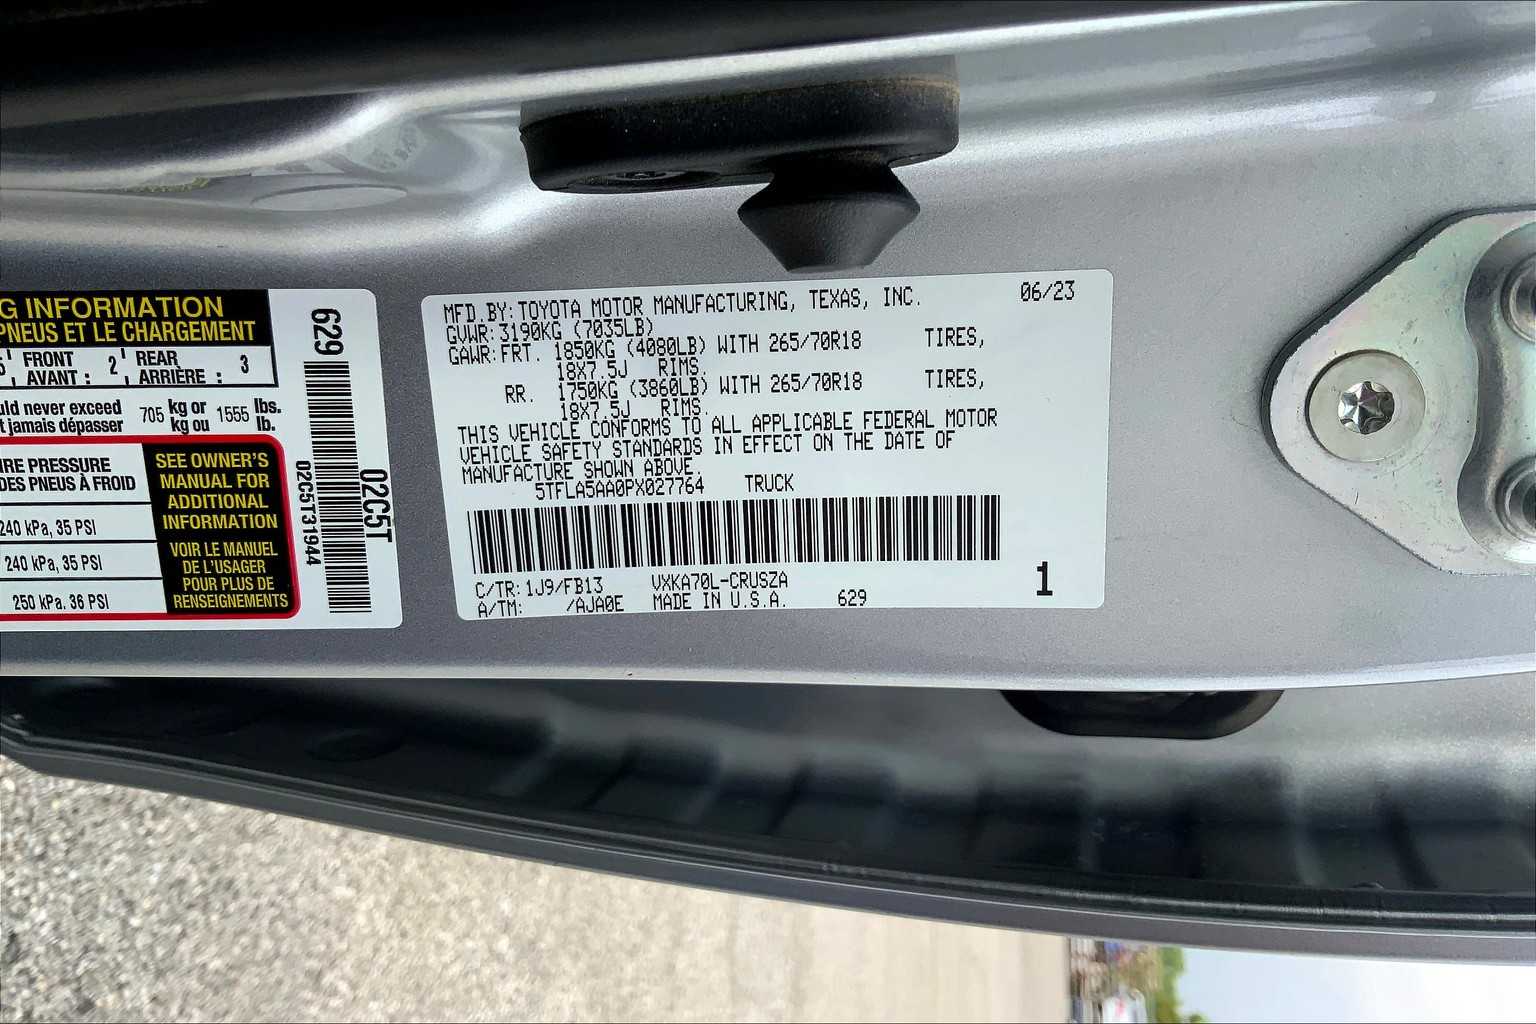 G INFORMATION
PNEUS ET LE CHARGEMENT
5 FRONT AVANT : 2 REAR ARRIÈRE : 3
uld never exceed 705 kg or 1555 lbs.
t jamais dépasser kg ou lb.
IRE PRESSURE
DES PNEUS À FROID
240 kPa, 35 PSI
240 kPa, 35 PSI
250 kPa. 36 PSI
SEE OWNER'S
MANUAL FOR
ADDITIONAL
INFORMATION
VOIR LE MANUEL
DE L'USAGER
POUR PLUS DE
RENSEIGNEMENTS
629
02C5T
02C5T31944
MFD.BY:TOYOTA MOTOR MANUFACTURING, TEXAS, INC. 06/23
GVWR:3190KG (7035LB)
GAWR:FRT. 1850KG (4080LB) WITH 265/70R18 TIRES,
18X7.5J RIMS.
RR. 1750KG (3860LB) WITH 265/70R18 TIRES,
18X7.5J RIMS.
THIS VEHICLE CONFORMS TO ALL APPLICABLE FEDERAL MOTOR
VEHICLE SAFETY STANDARDS IN EFFECT ON THE DATE OF
MANUFACTURE SHOWN ABOVE.
5TFLA5AA0PX027764 TRUCK
C/TR:1J9/FB13 VXKA70L-CRUSZA
A/TM: /AJA0E MADE IN U.S.A. 629
1